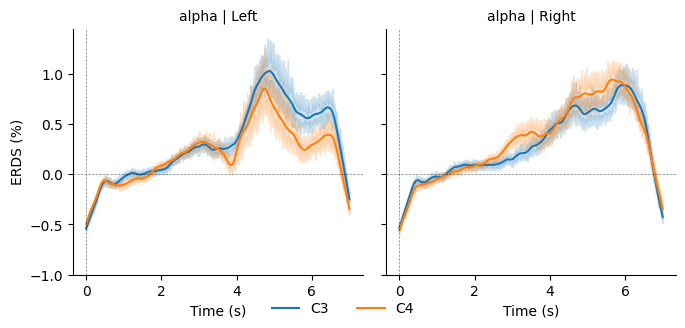 alpha | Left
alpha | Right
ERDS (%)
1.0
0.5
0.0
−0.5
−1.0
0 2 4 6
0 2 4 6
Time (s)
C3
C4
Time (s)